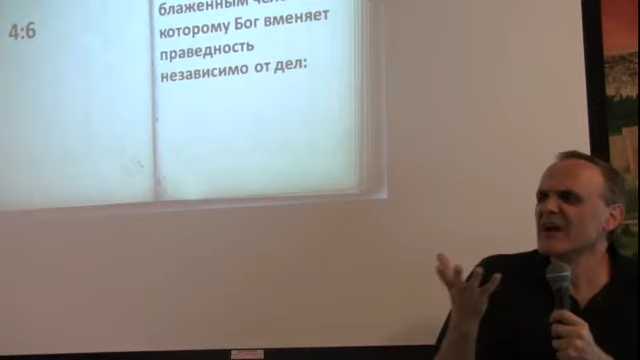 4:6
блаженным
которому Бог вменяет
праведность
независимо от дел: